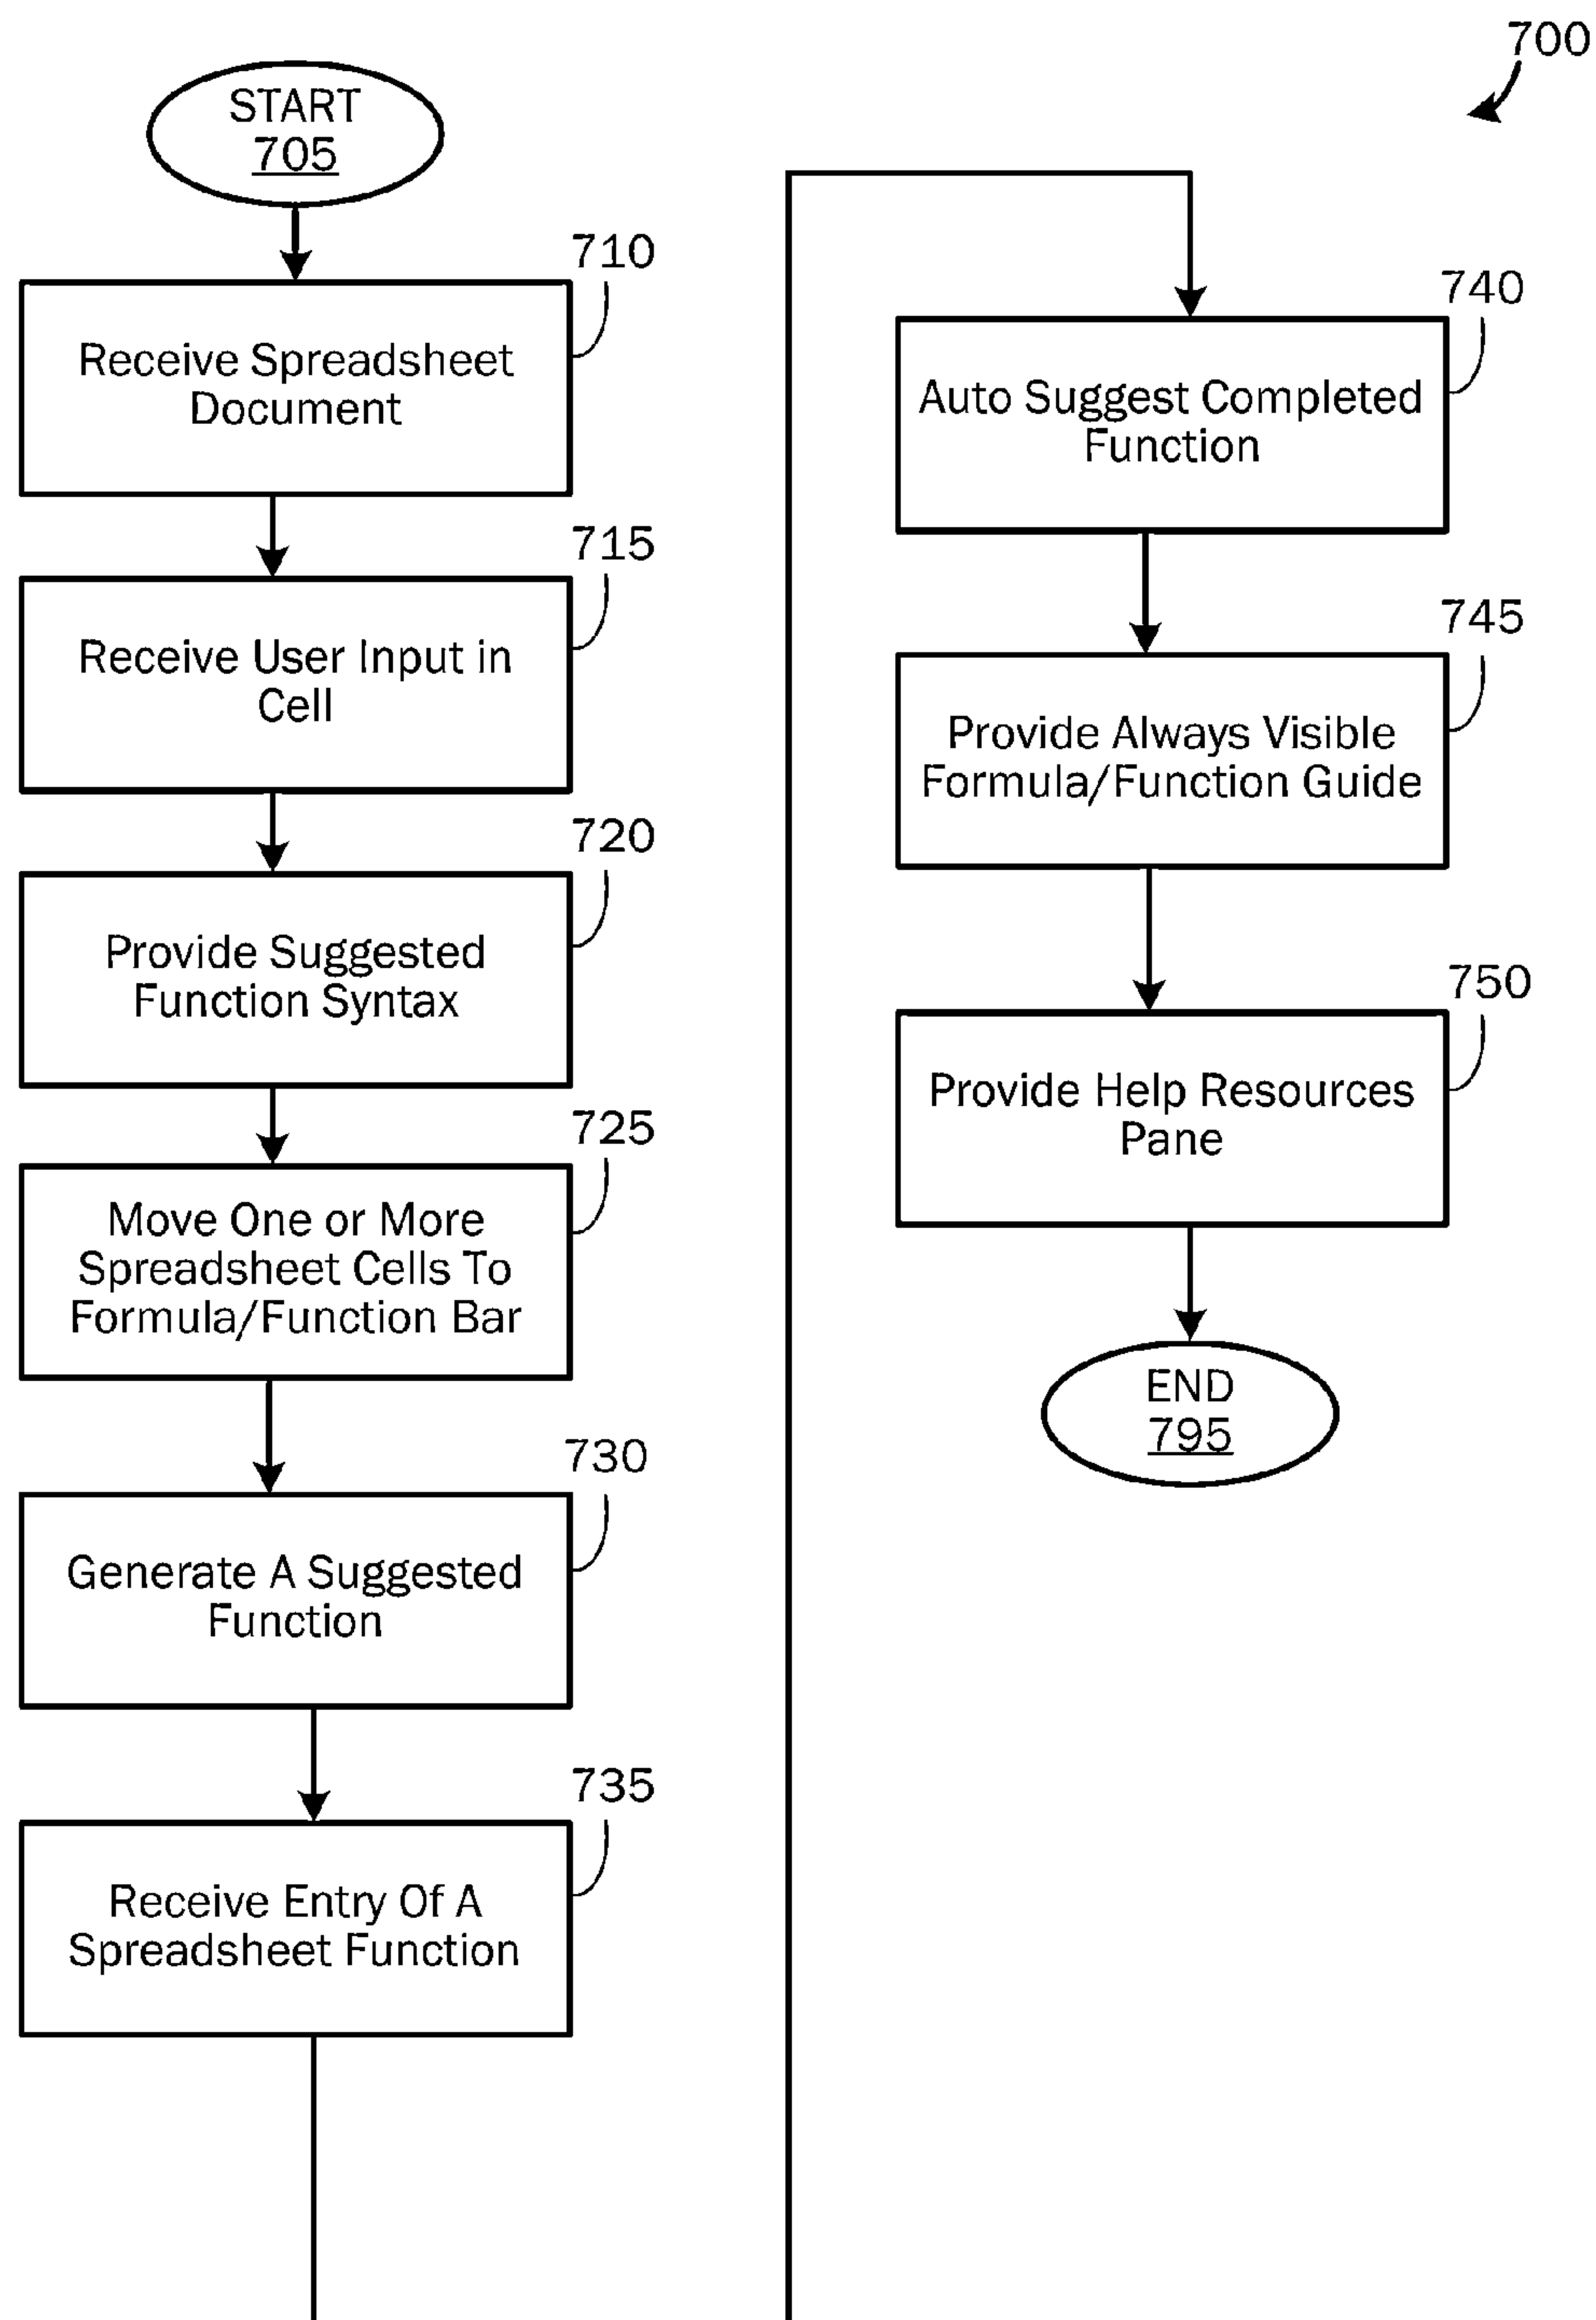 700
START
705
710
Receive Spreadsheet
Document
715
Receive User Input in
Cell
720
Provide Suggested
Function Syntax
725
Move One or More
Spreadsheet Cells To
Formula/Function Bar
730
Generate A Suggested
Function
735
Receive Entry Of A
Spreadsheet Function
740
Auto Suggest Completed
Function
745
Provide Always Visible
Formula/Function Guide
750
Provide Help Resources
Pane
END
795